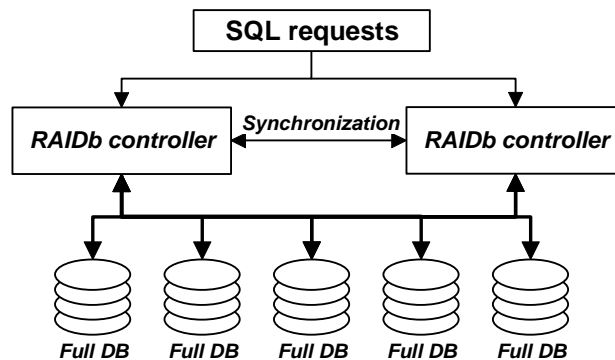 SQL requests
RAIDb controller
Synchronization
RAIDb controller
Full DB
Full DB
Full DB
Full DB
Full DB